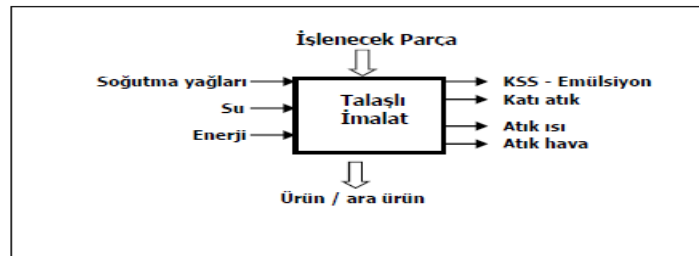 İşlenecek Parça
Soğutma yağları
Su
Enerji
Talaşlı
İmalat
KSS - Emülsiyon
Katı atık
Atık ısı
Atık hava
Ürün / ara ürün